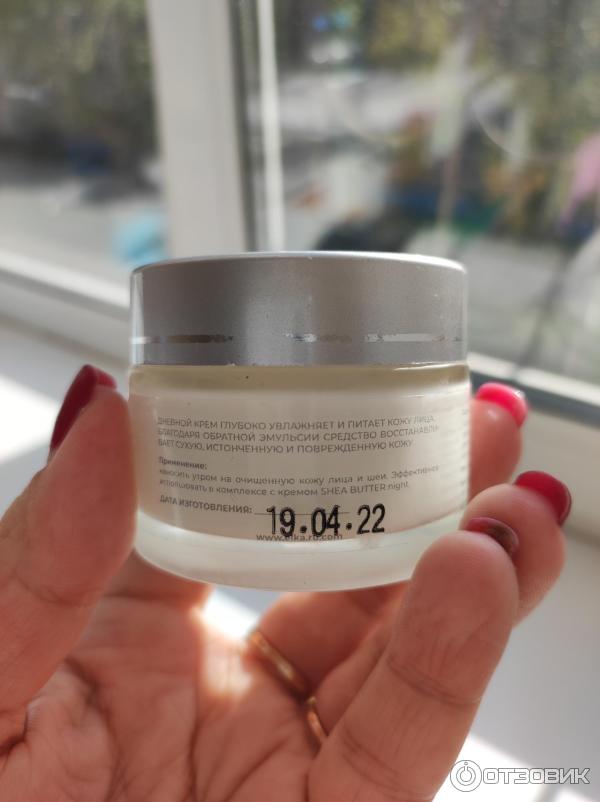 ДНЕВНОЙ КРЕМ ГЛУБОКО УВЛАЖНЯЕТ И ПИТАЕТ КОЖУ ЛИЦА.
БЛАГОДАРЯ ОБРАТНОЙ ЭМУЛЬСИИ СРЕДСТВО ВОССТАНАВЛИ-
ВАЕТ СУХУЮ, ИСТОНЧЕННУЮ И ПОВРЕЖДЕННУЮ КОЖУ.
Применение:
наносить утром на очищенную кожу лица и шеи. Эффективнее
использовать в комплексе с кремом SHEA BUTTER night.
ДАТА ИЗГОТОВЛЕНИЯ: 19.04.22
ОТЗОВИК